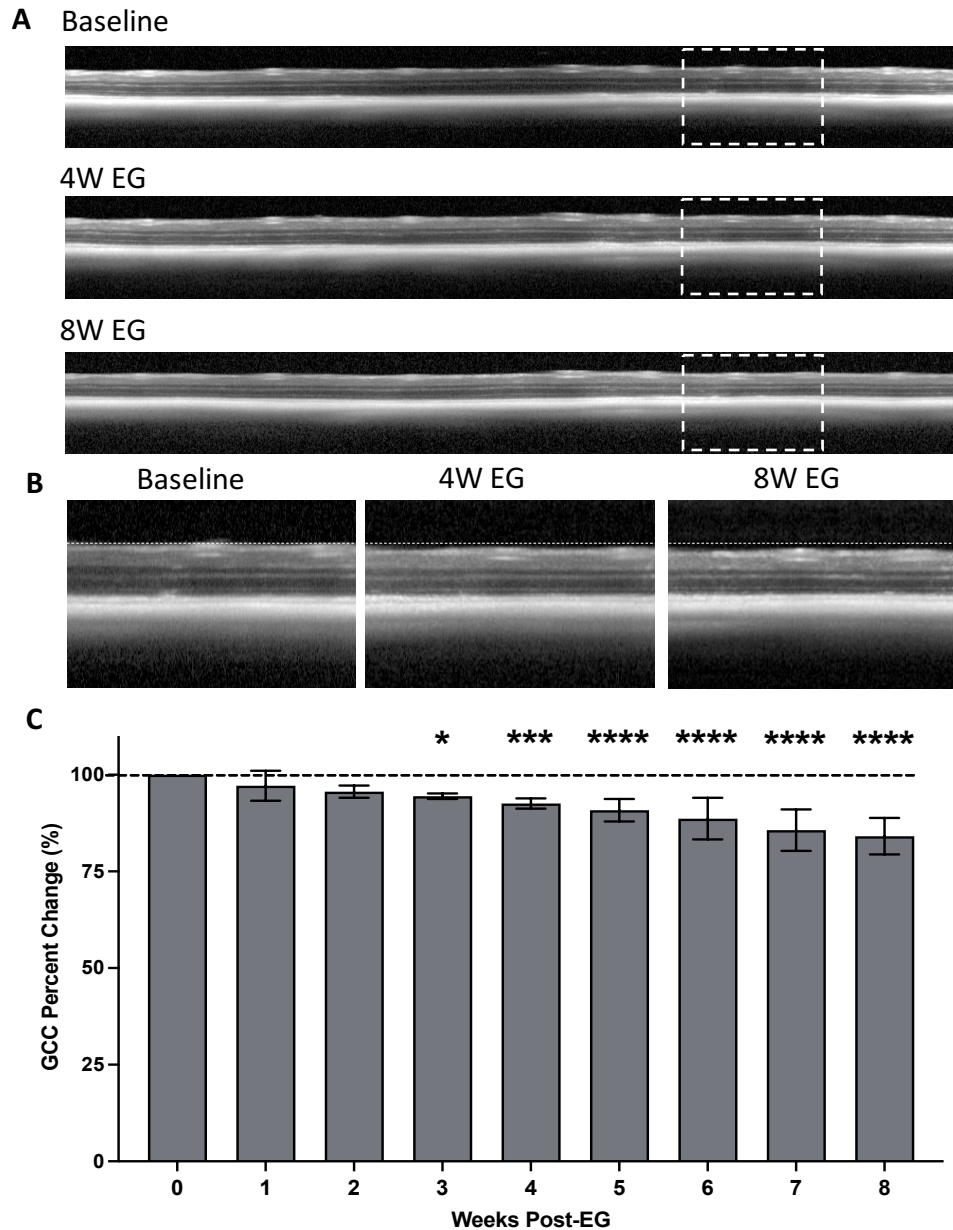 A Baseline
4W EG
8W EG
B Baseline 4W EG 8W EG
C
* *** **** **** **** ****
100
75
50
25
0
GCC Percent Change (%)
0 1 2 3 4 5 6 7 8
Weeks Post-EG